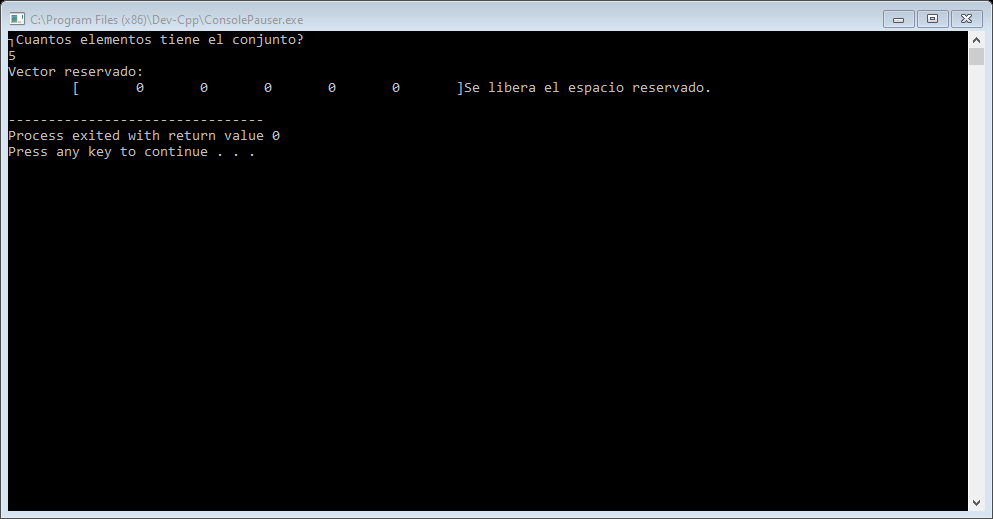 C:\Program Files (x86)\Dev-Cpp\ConsolePauser.exe
┐Cuantos elementos tiene el conjunto?
5
Vector reservado:
[ 0 0 0 0 0 ]Se libera el espacio reservado.
--------------------------------
Process exited with return value 0
Press any key to continue . . .